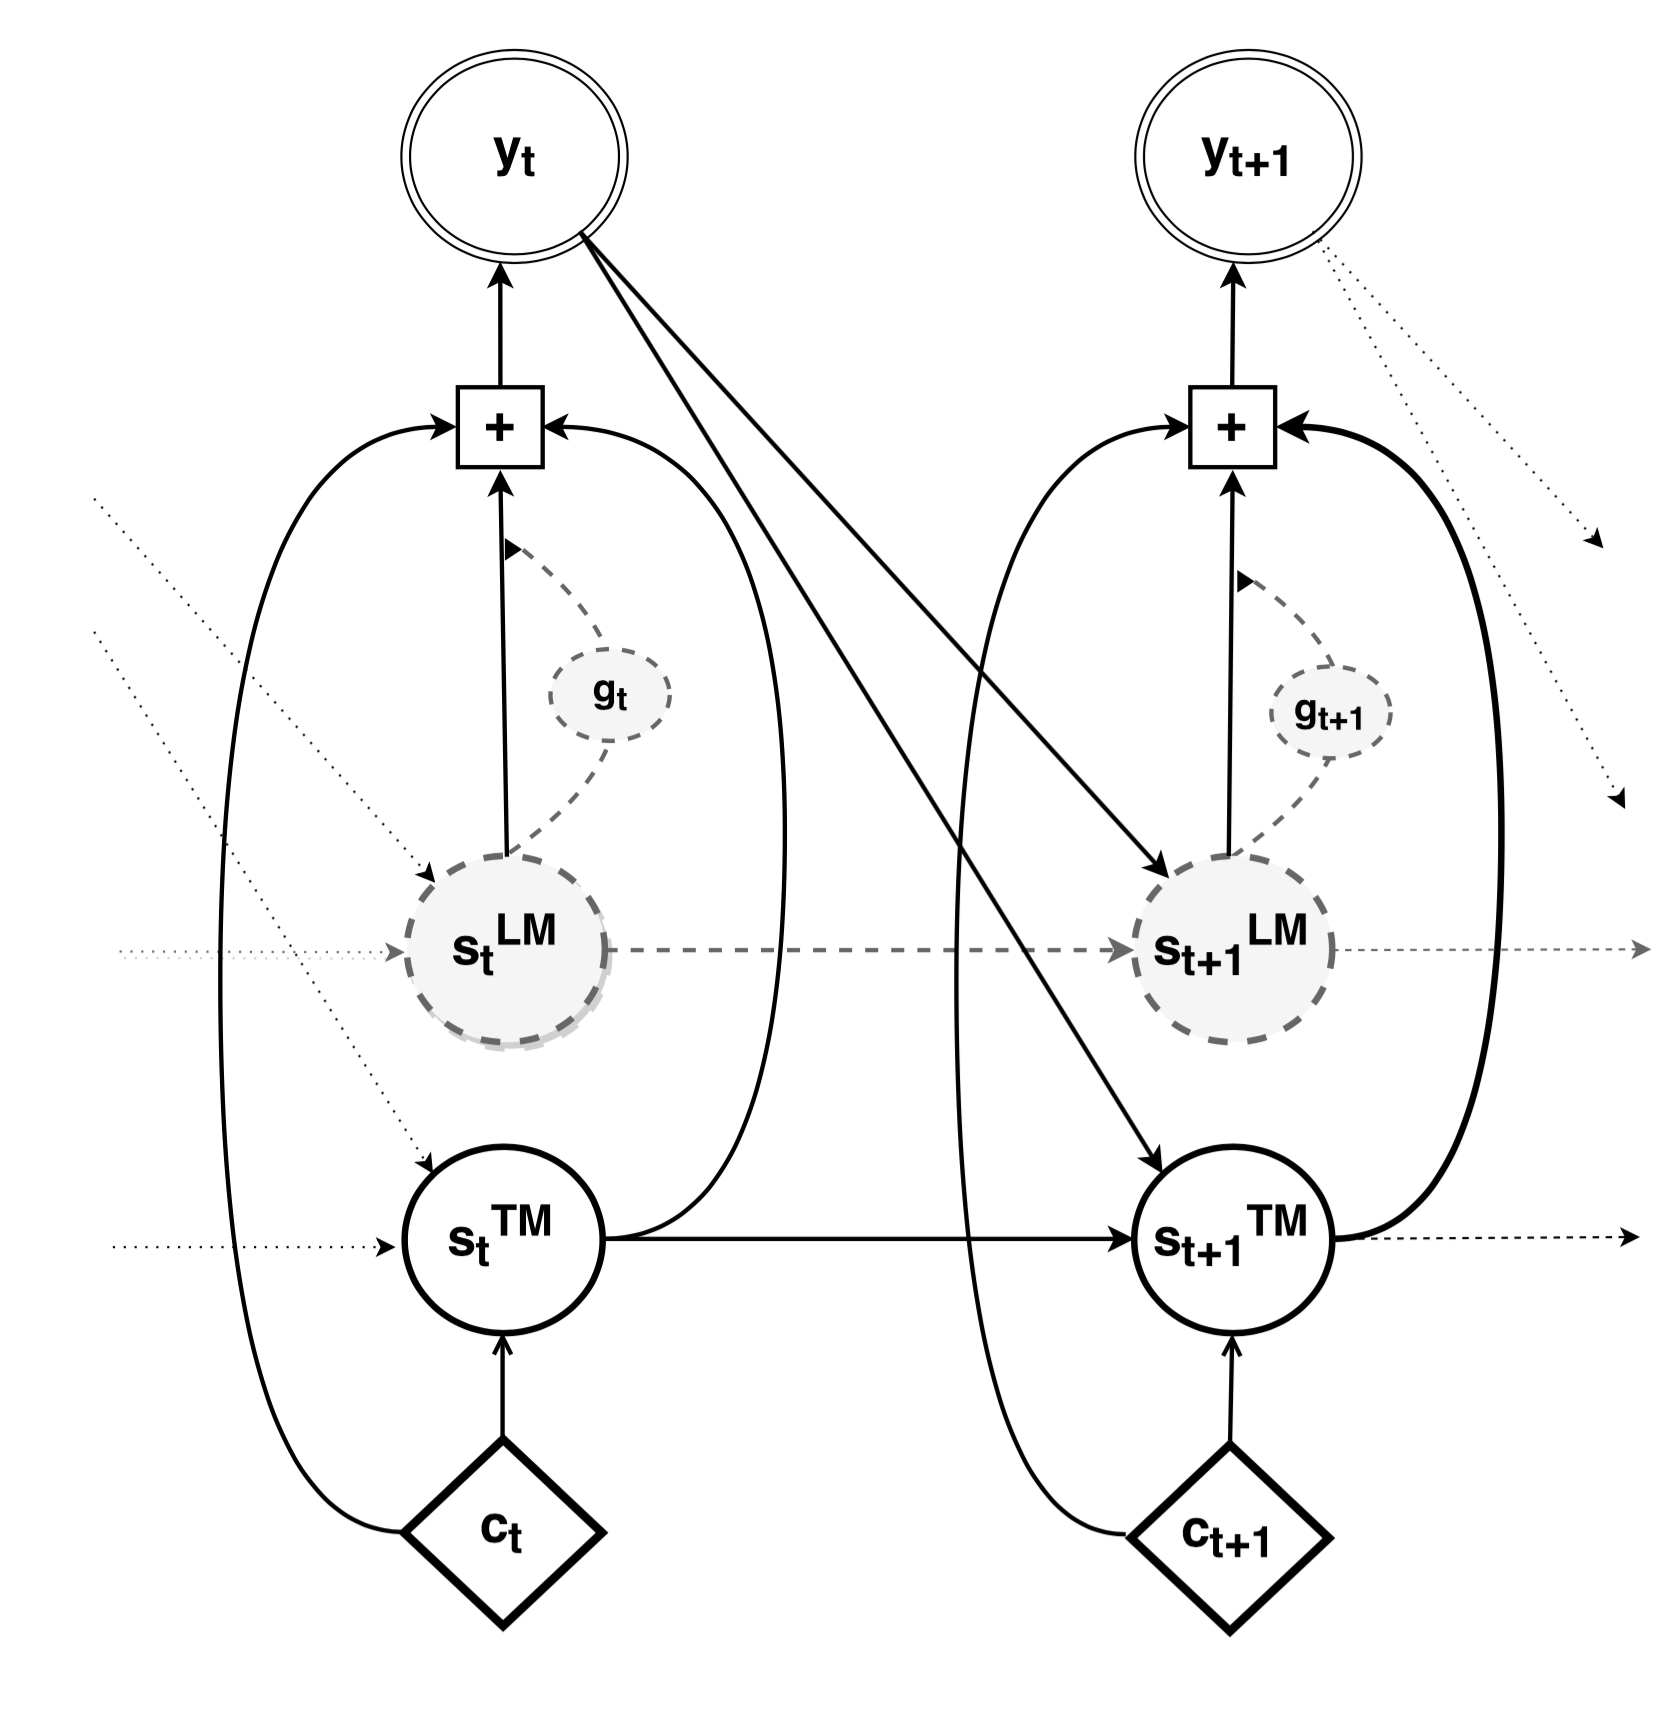 yt yt+1
+ +
gt gt+1
stLM st+1LM
stTM st+1TM
ct ct+1